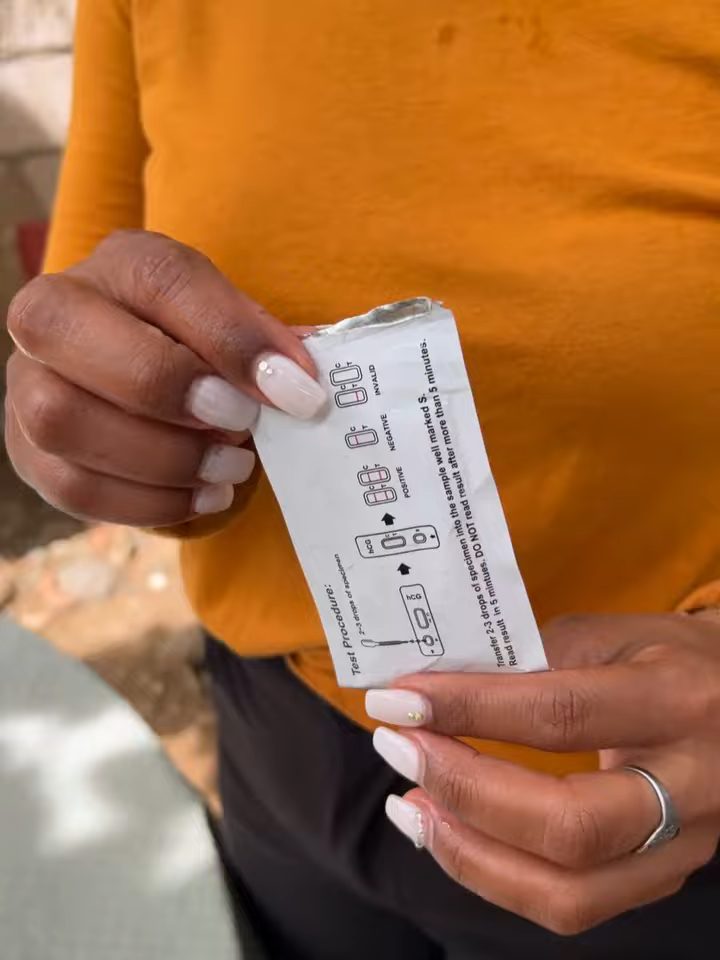 Test Procedure:
2-3 drops of specimen
hCG
hCG
C
T
S
C
T
C
T
POSITIVE
C
T
NEGATIVE
C
T
C
T
INVALID
Transfer 2-3 drops of specimen into the sample well marked S.
Read result in 5 mintues. DO NOT read result after more than 5 minutes.